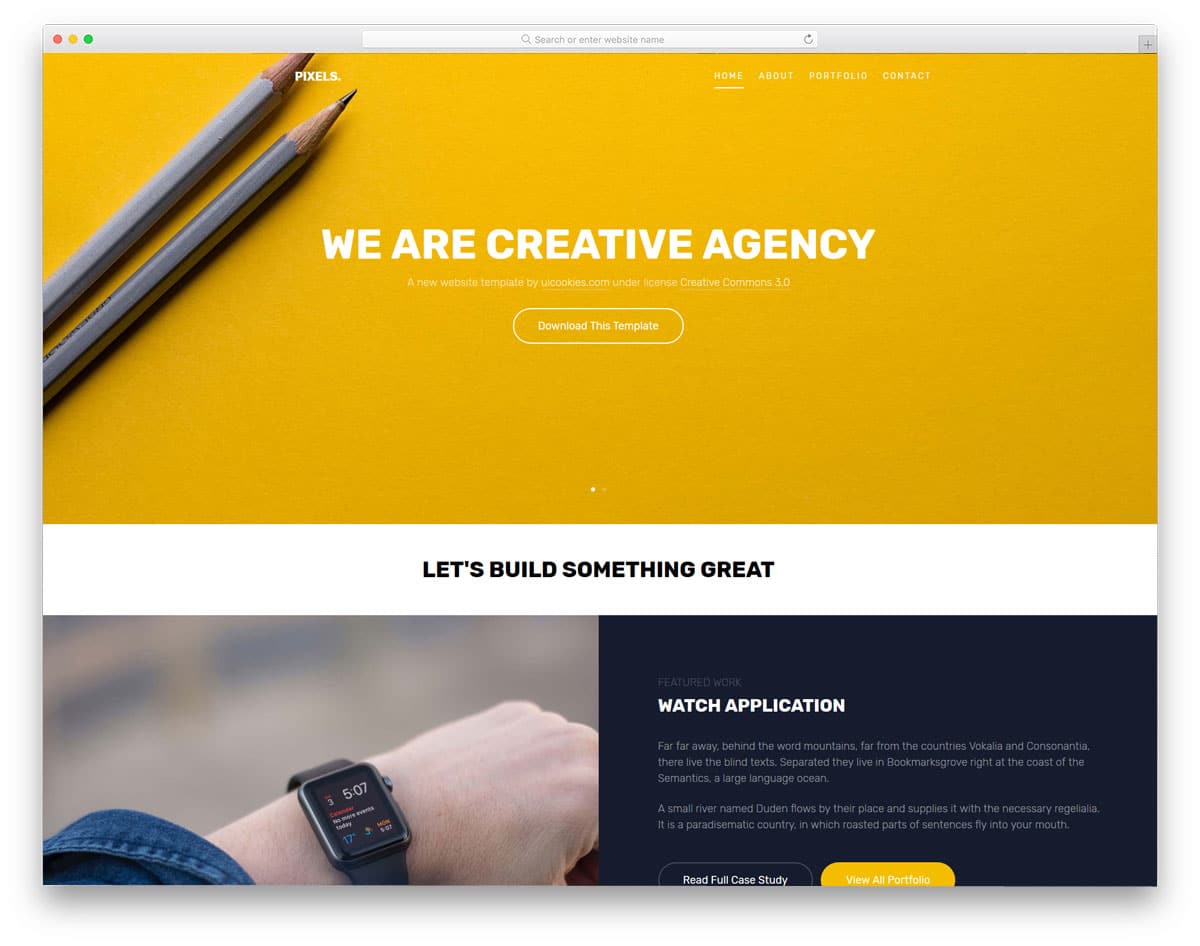 Search or enter website name
PIXELS.
HOME ABOUT PORTFOLIO CONTACT
WE ARE CREATIVE AGENCY
A new website template by uicookies.com under license Creative Commons 3.0
Download This Template
LET'S BUILD SOMETHING GREAT
FEATURED WORK
WATCH APPLICATION
Far far away, behind the word mountains, far from the countries Vokalia and Consonantia,
there live the blind texts. Separated they live in Bookmarksgrove right at the coast of the
Semantics, a large language ocean.
A small river named Duden flows by their place and supplies it with the necessary regelialia.
It is a paradisematic country, in which roasted parts of sentences fly into your mouth.
Read Full Case Study View All Portfolio
3 5:07
Calendar
No more events
today
17° MON
5:07